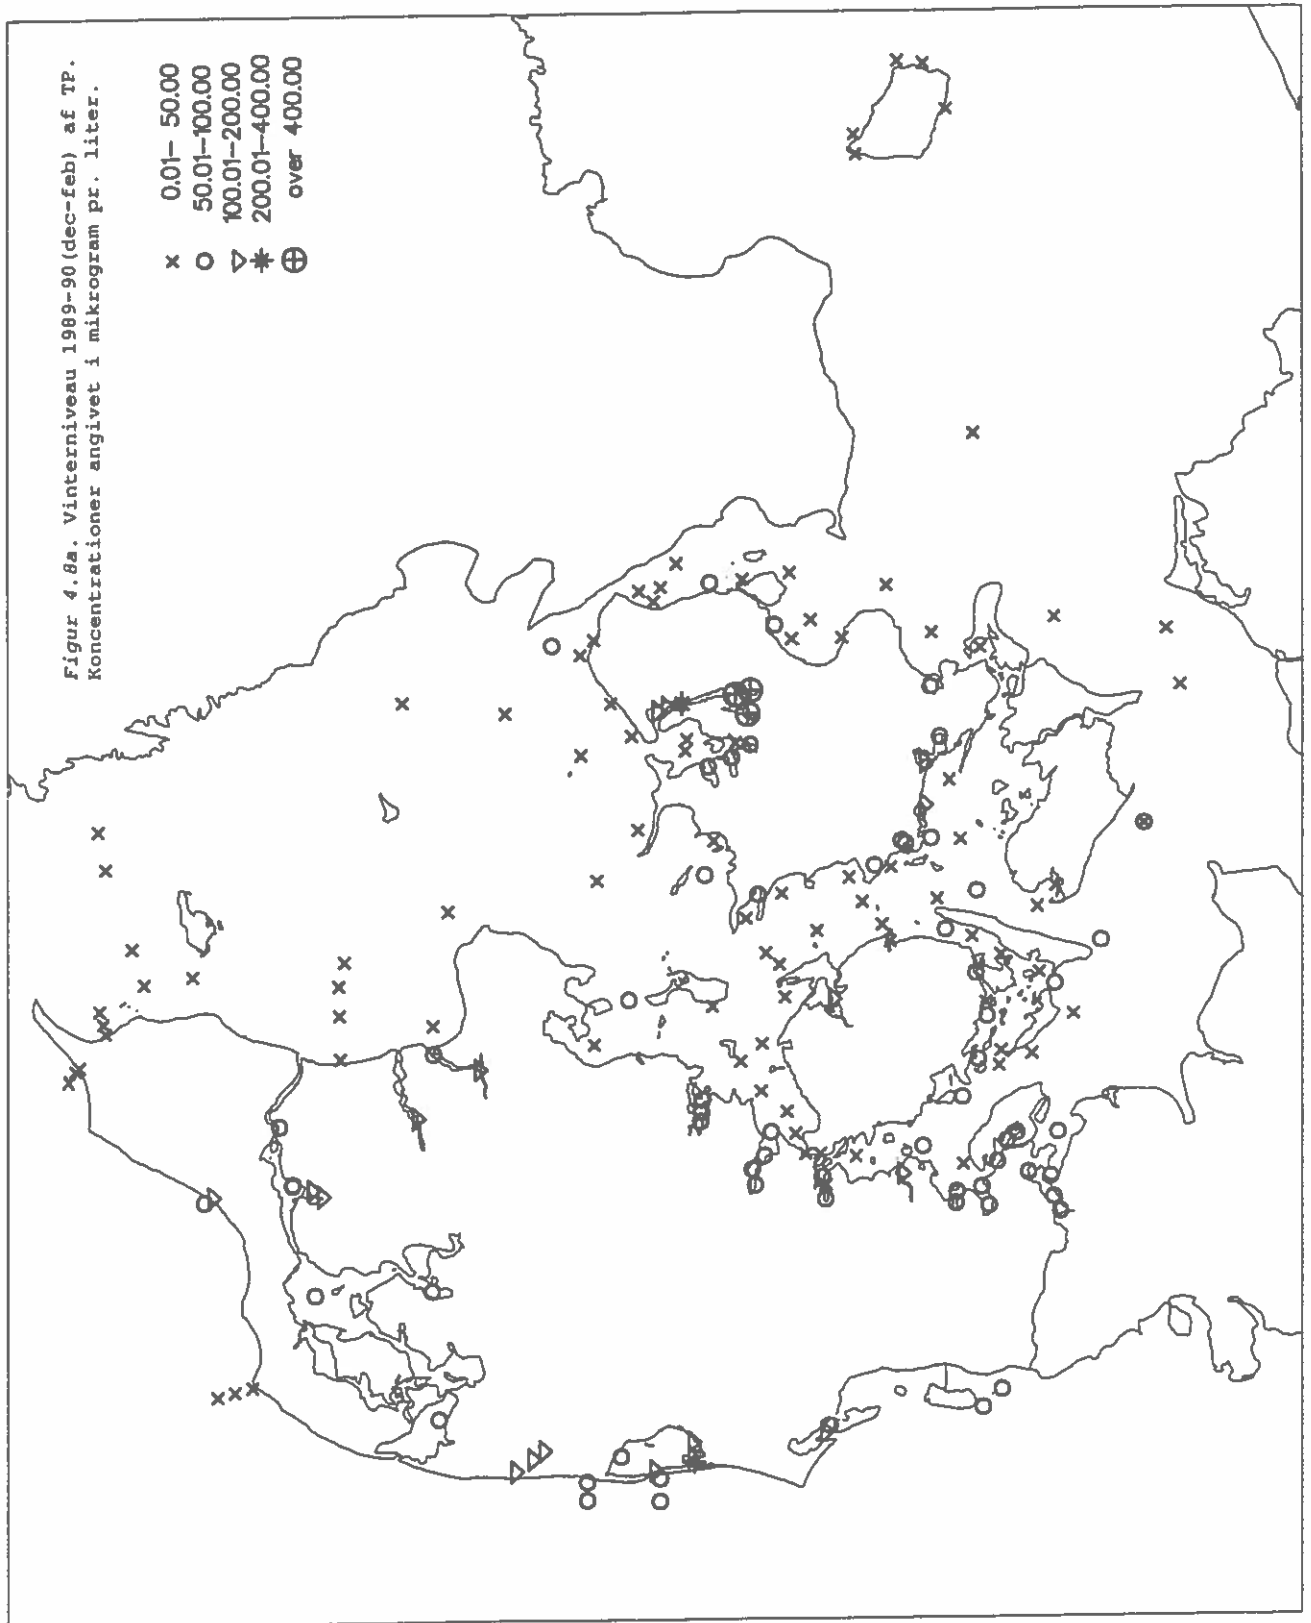 Figur 4.8a. Vinterniveau 1989-90(dec-feb) af TP.
Koncentrationer angivet i mikrogram pr. liter.
0.01- 50.00
50.01-100.00
100.01-200.00
200.01-400.00
over 400.00